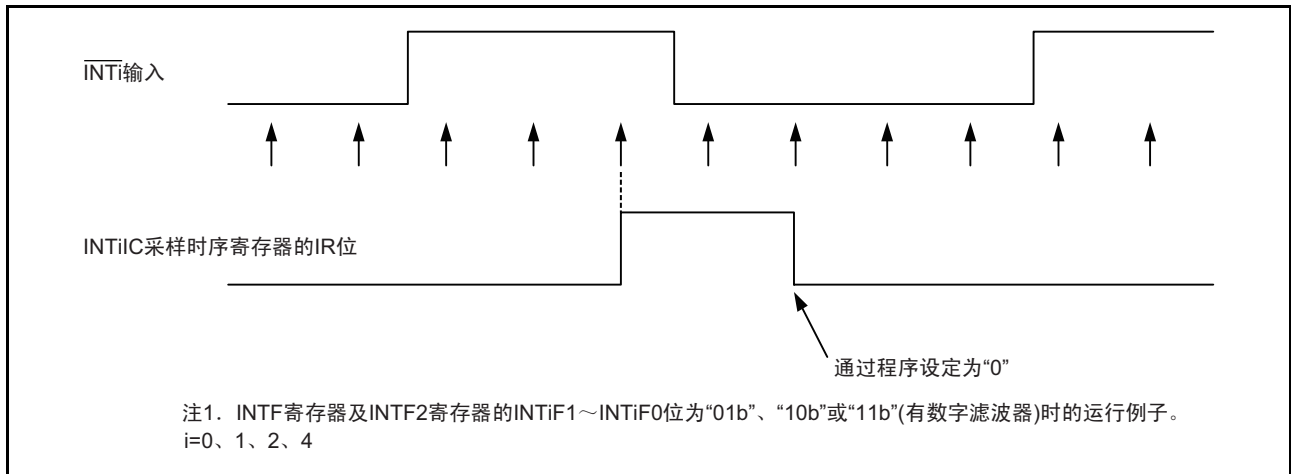 INTi输入
INTiIC采样时序寄存器的IR位
通过程序设定为“0”
注1. INTF寄存器及INTF2寄存器的INTiF1～INTiF0位为“01b”、“10b”或“11b”(有数字滤波器)时的运行例子。
i=0、1、2、4